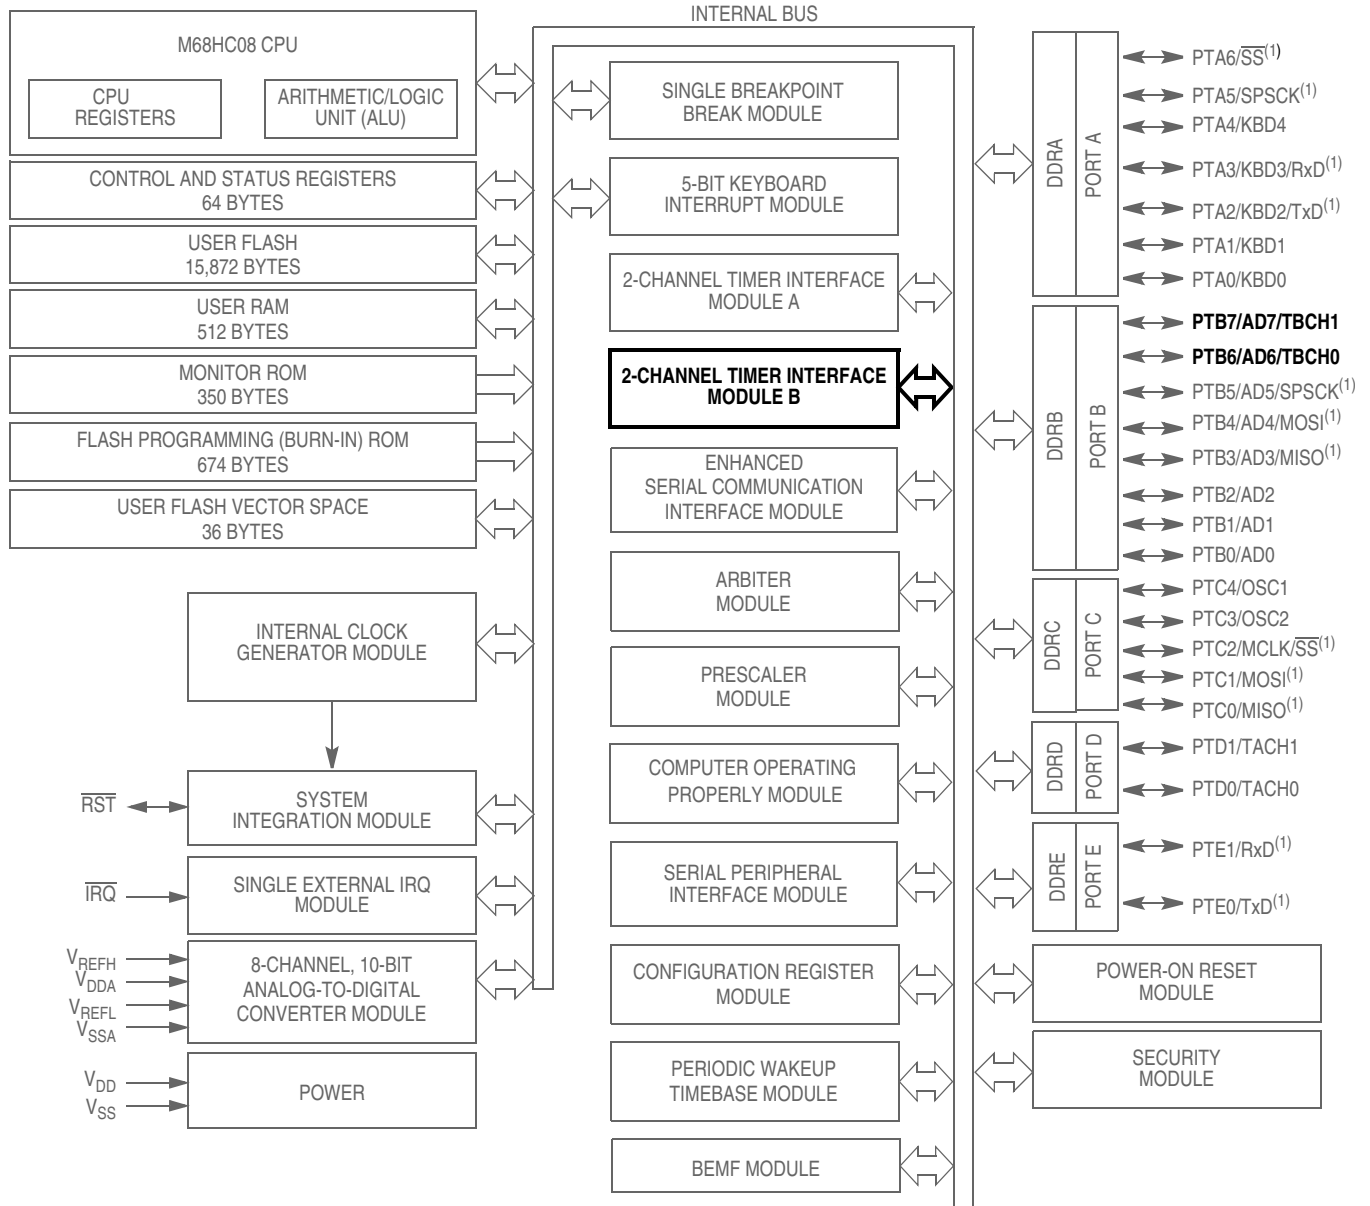 INTERNAL BUS
M68HC08 CPU
CPU
REGISTERS
ARITHMETIC/LOGIC
UNIT (ALU)
CONTROL AND STATUS REGISTERS
64 BYTES
USER FLASH
15,872 BYTES
USER RAM
512 BYTES
MONITOR ROM
350 BYTES
FLASH PROGRAMMING (BURN-IN) ROM
674 BYTES
USER FLASH VECTOR SPACE
36 BYTES
INTERNAL CLOCK
GENERATOR MODULE
RST
SYSTEM
INTEGRATION MODULE
IRQ
SINGLE EXTERNAL IRQ
MODULE
VREFH
VDDA
VREFL
VSSA
8-CHANNEL, 10-BIT
ANALOG-TO-DIGITAL
CONVERTER MODULE
VDD
VSS
POWER
SINGLE BREAKPOINT
BREAK MODULE
5-BIT KEYBOARD
INTERRUPT MODULE
2-CHANNEL TIMER INTERFACE
MODULE A
2-CHANNEL TIMER INTERFACE
MODULE B
ENHANCED
SERIAL COMMUNICATION
INTERFACE MODULE
ARBITER
MODULE
PRESCALER
MODULE
COMPUTER OPERATING
PROPERLY MODULE
SERIAL PERIPHERAL
INTERFACE MODULE
CONFIGURATION REGISTER
MODULE
PERIODIC WAKEUP
TIMEBASE MODULE
BEMF MODULE
DDRA
PORT A
PTA6/SS(1)
PTA5/SPSCK(1)
PTA4/KBD4
PTA3/KBD3/RxD(1)
PTA2/KBD2/TxD(1)
PTA1/KBD1
PTA0/KBD0
DDRB
PORT B
PTB7/AD7/TBCH1
PTB6/AD6/TBCH0
PTB5/AD5/SPSCK(1)
PTB4/AD4/MOSI(1)
PTB3/AD3/MISO(1)
PTB2/AD2
PTB1/AD1
PTB0/AD0
DDRC
PORT C
PTC4/OSC1
PTC3/OSC2
PTC2/MCLK/SS(1)
PTC1/MOSI(1)
PTC0/MISO(1)
DDRD
PORT D
PTD1/TACH1
PTD0/TACH0
DDRE
PORT E
PTE1/RxD(1)
PTE0/TxD(1)
POWER-ON RESET
MODULE
SECURITY
MODULE